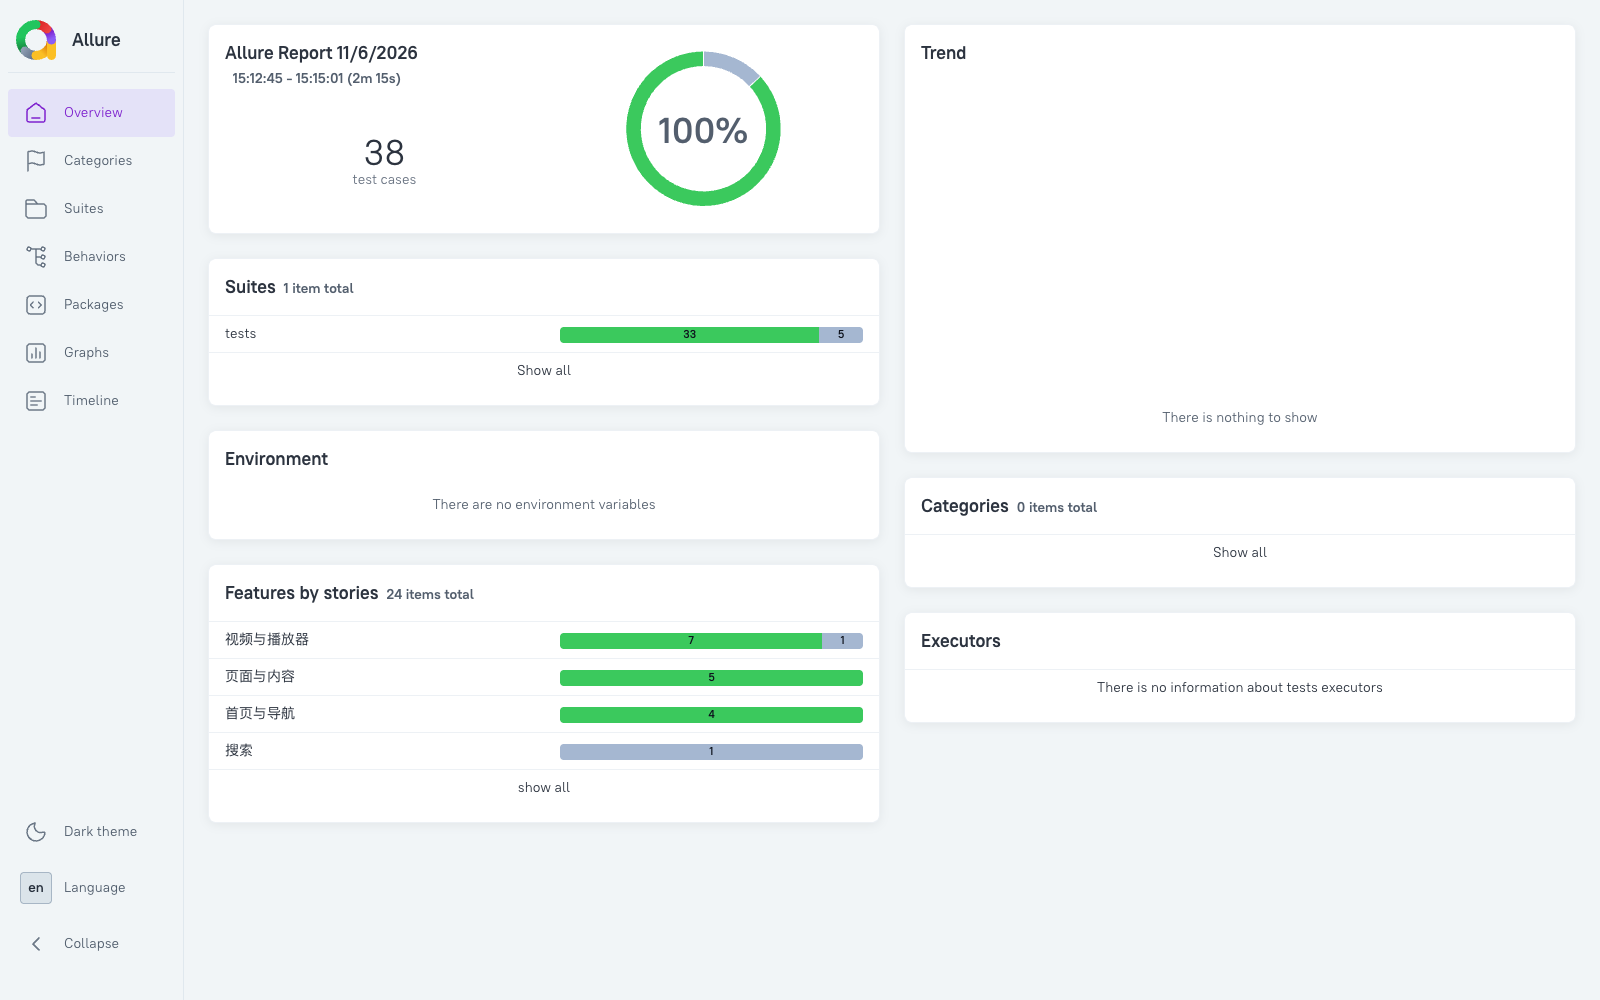 Allure
Overview
Categories
Suites
Behaviors
Packages
Graphs
Timeline
Dark theme
en Language
Collapse
Allure Report 11/6/2026
15:12:45 - 15:15:01 (2m 15s)
38
test cases
100%
Suites 1 item total
tests 33 5
Show all
Environment
There are no environment variables
Features by stories 24 items total
视频与播放器 7 1
页面与内容 5
首页与导航 4
搜索 1
show all
Trend
There is nothing to show
Categories 0 items total
Show all
Executors
There is no information about tests executors